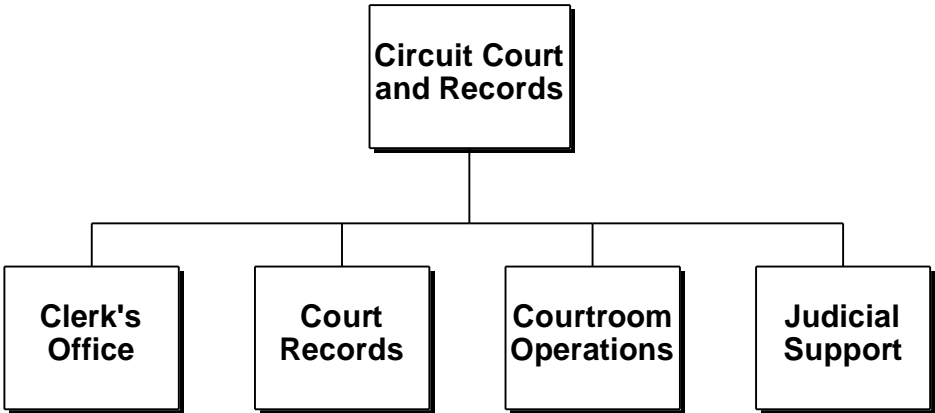 Circuit Court
and Records
Clerk's
Office
Court
Records
Courtroom
Operations
Judicial
Support